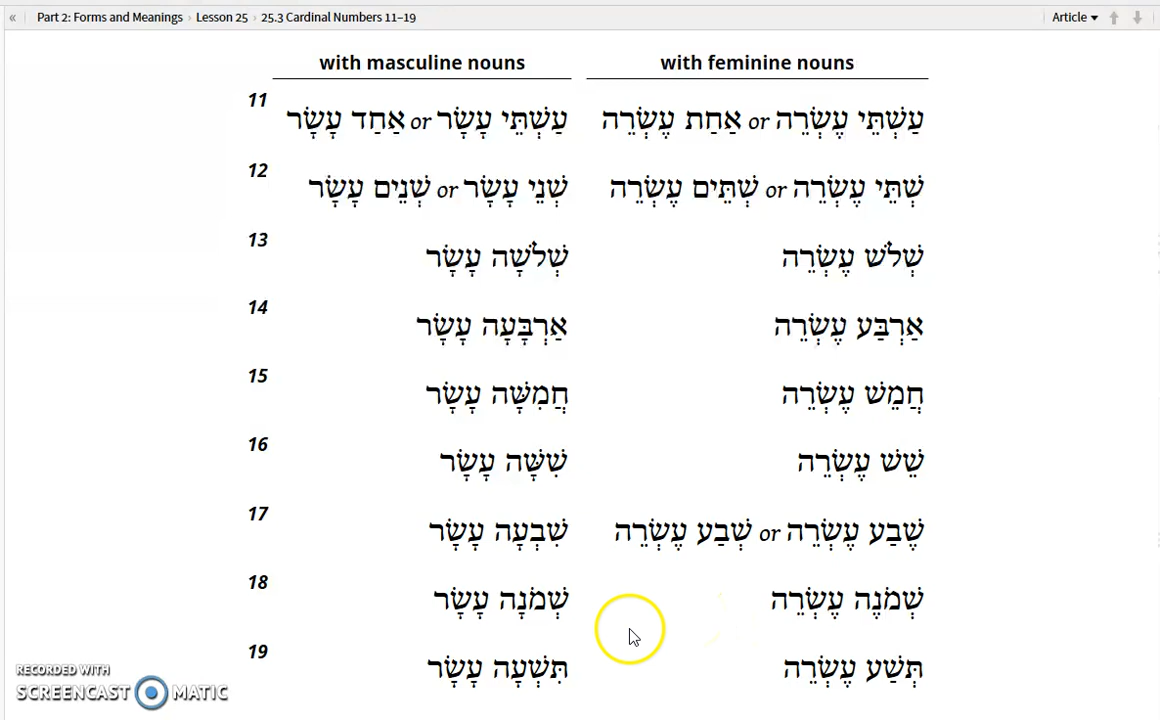 « Part 2: Forms and Meanings › Lesson 25 › 25.3 Cardinal Numbers 11–19 Article
with masculine nouns with feminine nouns
11 עַשְׁתֵּי עָשָׂר or אַחַד עָשָׂר עַשְׁתֵּי עֶשְׂרֵה or אַחַת עֶשְׂרֵה
12 שְׁנֵי עָשָׂר or שְׁנֵים עָשָׂר שְׁתֵּי עֶשְׂרֵה or שְׁתֵּים עֶשְׂרֵה
13 שְׁלֹשָׁה עָשָׂר שְׁלֹשׁ עֶשְׂרֵה
14 אַרְבָּעָה עָשָׂר אַרְבַּע עֶשְׂרֵה
15 חֲמִשָּׁה עָשָׂר חֲמֵשׁ עֶשְׂרֵה
16 שִׁשָּׁה עָשָׂר שֵׁשׁ עֶשְׂרֵה
17 שִׁבְעָה עָשָׂר שֶׁבַע עֶשְׂרֵה or שְׁבַע עֶשְׂרֵה
18 שְׁמֹנָה עָשָׂר שְׁמֹנֶה עֶשְׂרֵה
19 תִּשְׁעָה עָשָׂר תְּשַׁע עֶשְׂרֵה
RECORDED WITH
SCREENCAST MATIC